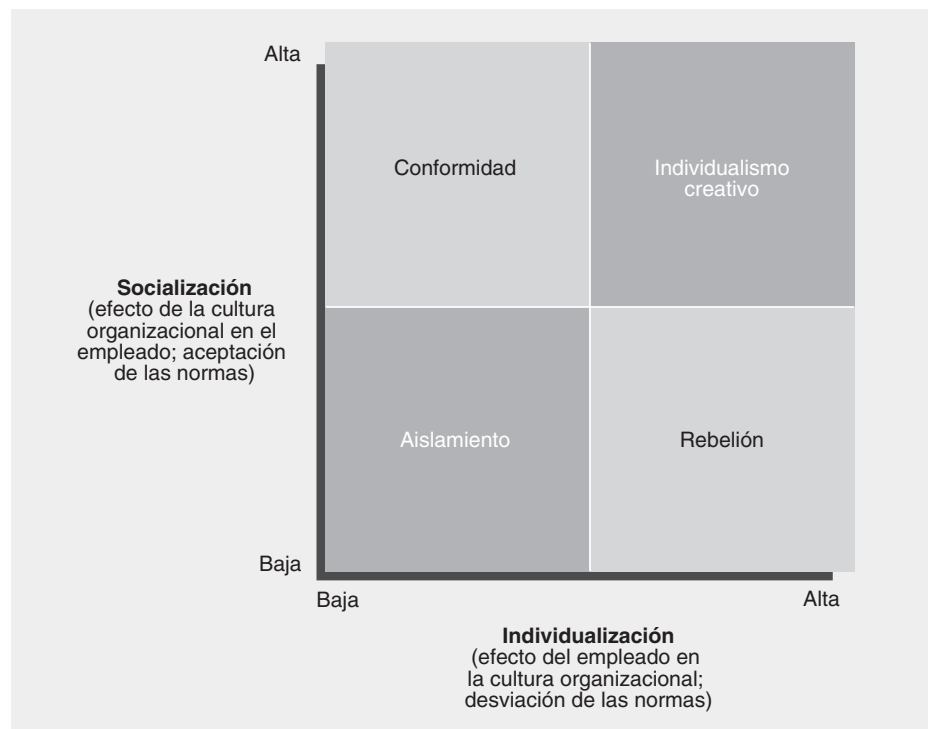 Alta
Conformidad
Individualismo
creativo
Socialización
(efecto de la cultura
organizacional en el
empleado; aceptación
de las normas)
Aislamiento
Rebelión
Baja
Baja
Alta
Individualización
(efecto del empleado en
la cultura organizacional;
desviación de las normas)